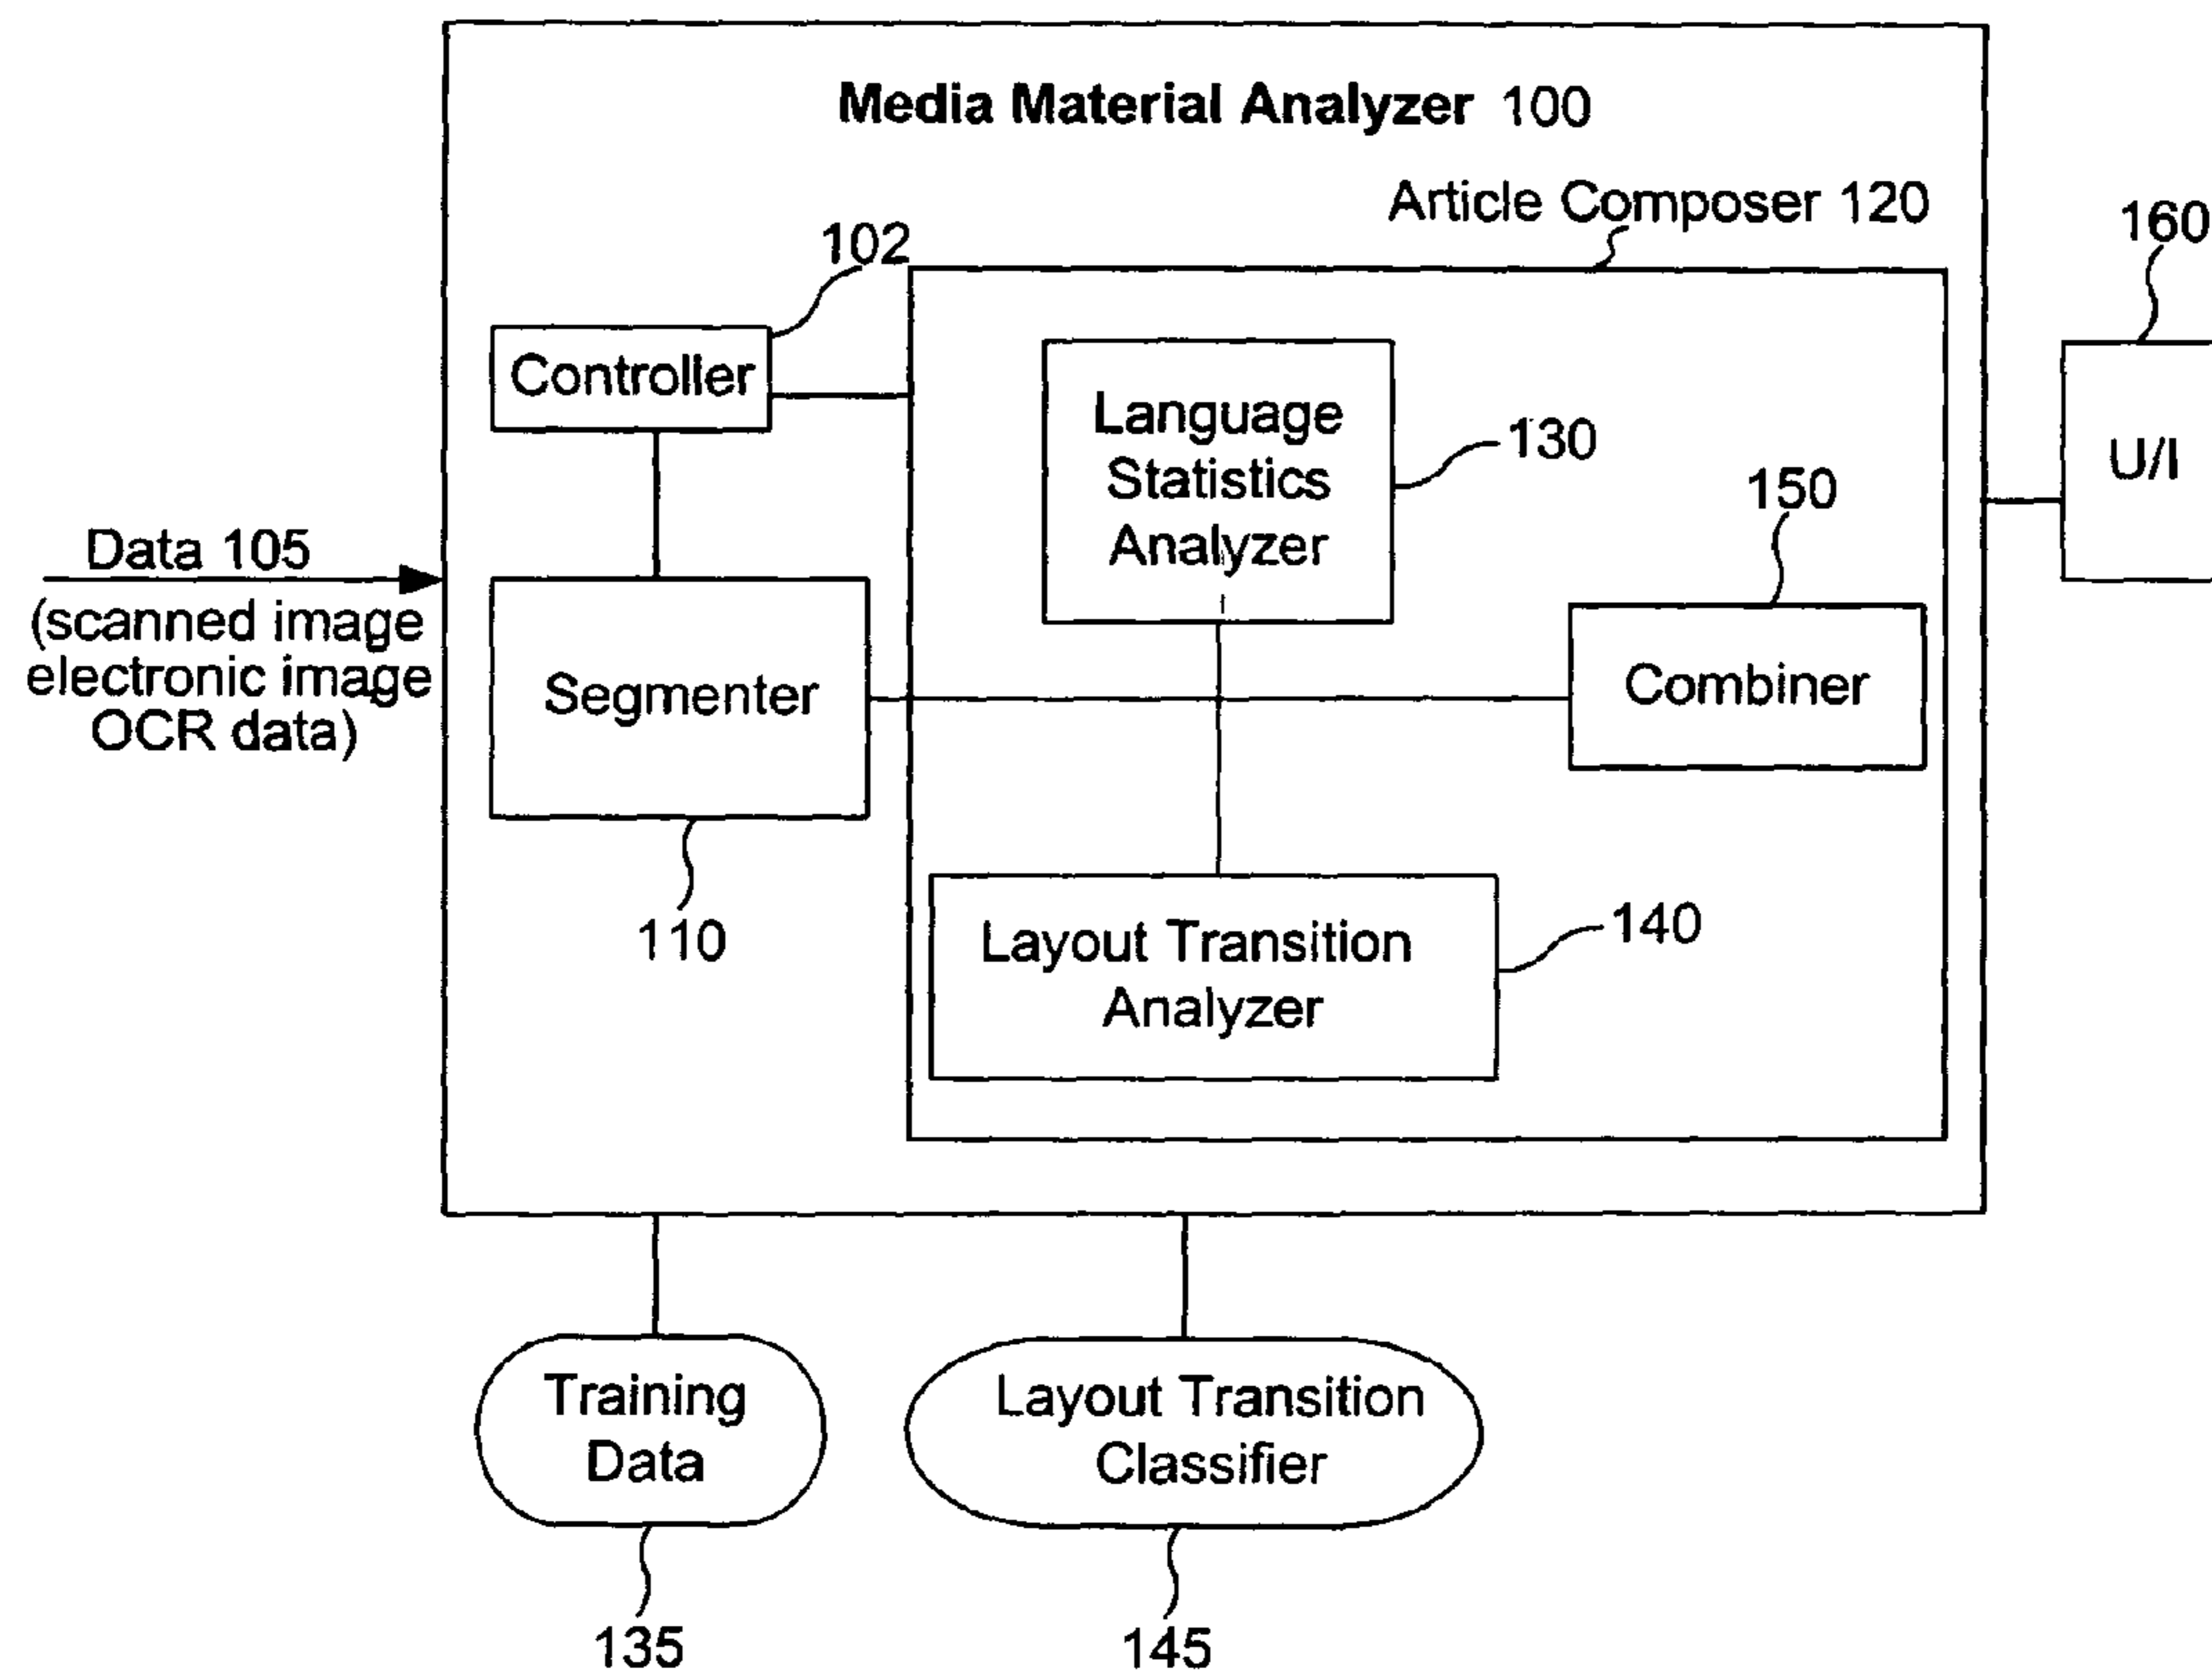 Media Material Analyzer 100
Article Composer 120
160
102
Controller
Language
Statistics
Analyzer
130
U/I
150
Data 105
(scanned image
electronic image
OCR data)
Segmenter
Combiner
110
Layout Transition
Analyzer
140
Training
Data
Layout Transition
Classifier
135
145